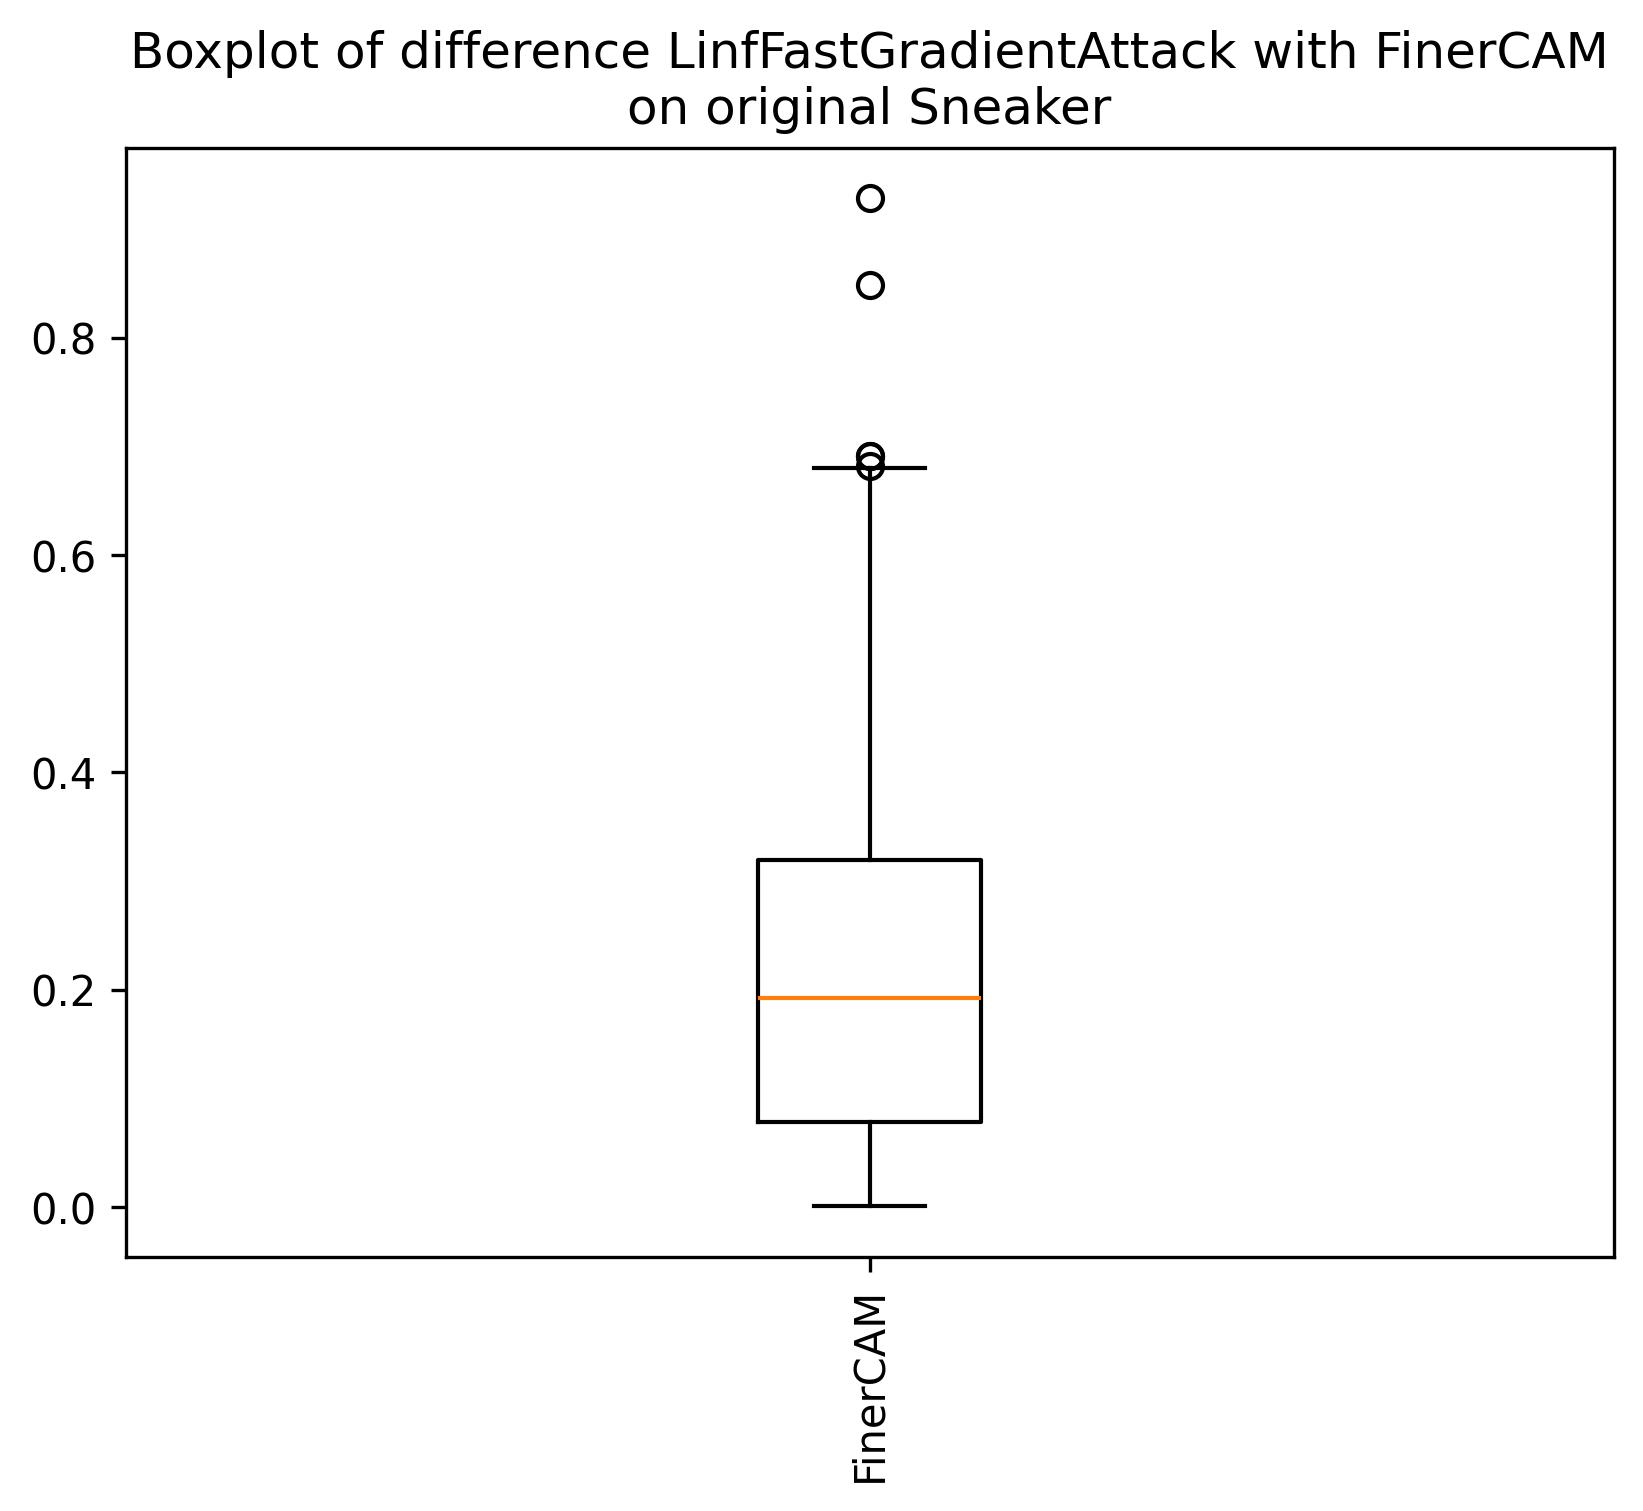 Boxplot of difference LinfFastGradientAttack with FinerCAM
on original Sneaker
0.8
0.6
0.4
0.2
0.0
FinerCAM